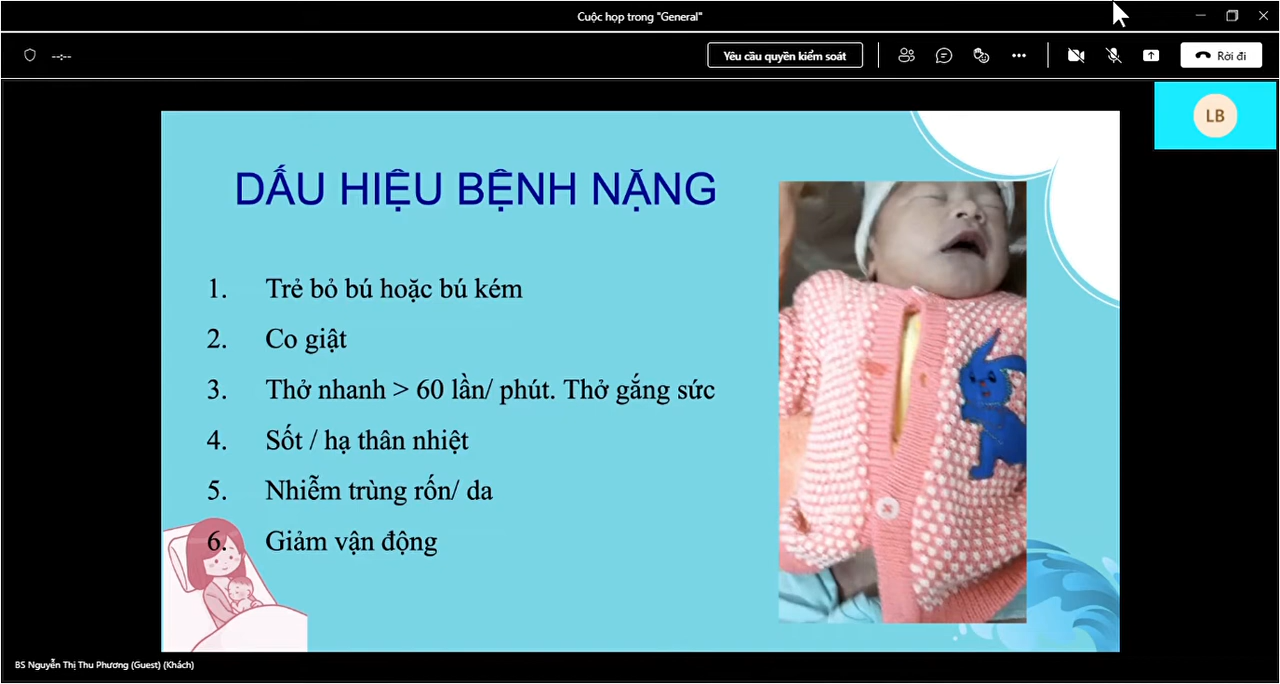 Cuộc họp trong "General"
--:--
Yêu cầu quyền kiểm soát
Rời đi
LB
DẤU HIỆU BỆNH NẶNG
1. Trẻ bỏ bú hoặc bú kém
2. Co giật
3. Thở nhanh > 60 lần/ phút. Thở gắng sức
4. Sốt / hạ thân nhiệt
5. Nhiễm trùng rốn/ da
6. Giảm vận động
BS Nguyễn Thị Thu Phương (Guest) (Khách)